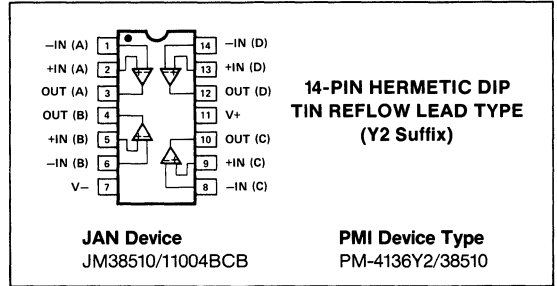 −IN (A) 1 14 −IN (D)
+IN (A) 2 13 +IN (D)
OUT (A) 3 12 OUT (D)
OUT (B) 4 11 V+
+IN (B) 5 10 OUT (C)
−IN (B) 6 9 +IN (C)
V− 7 8 −IN (C)
14-PIN HERMETIC DIP
TIN REFLOW LEAD TYPE
(Y2 Suffix)
JAN Device PMI Device Type
JM38510/11004BCB PM-4136Y2/38510